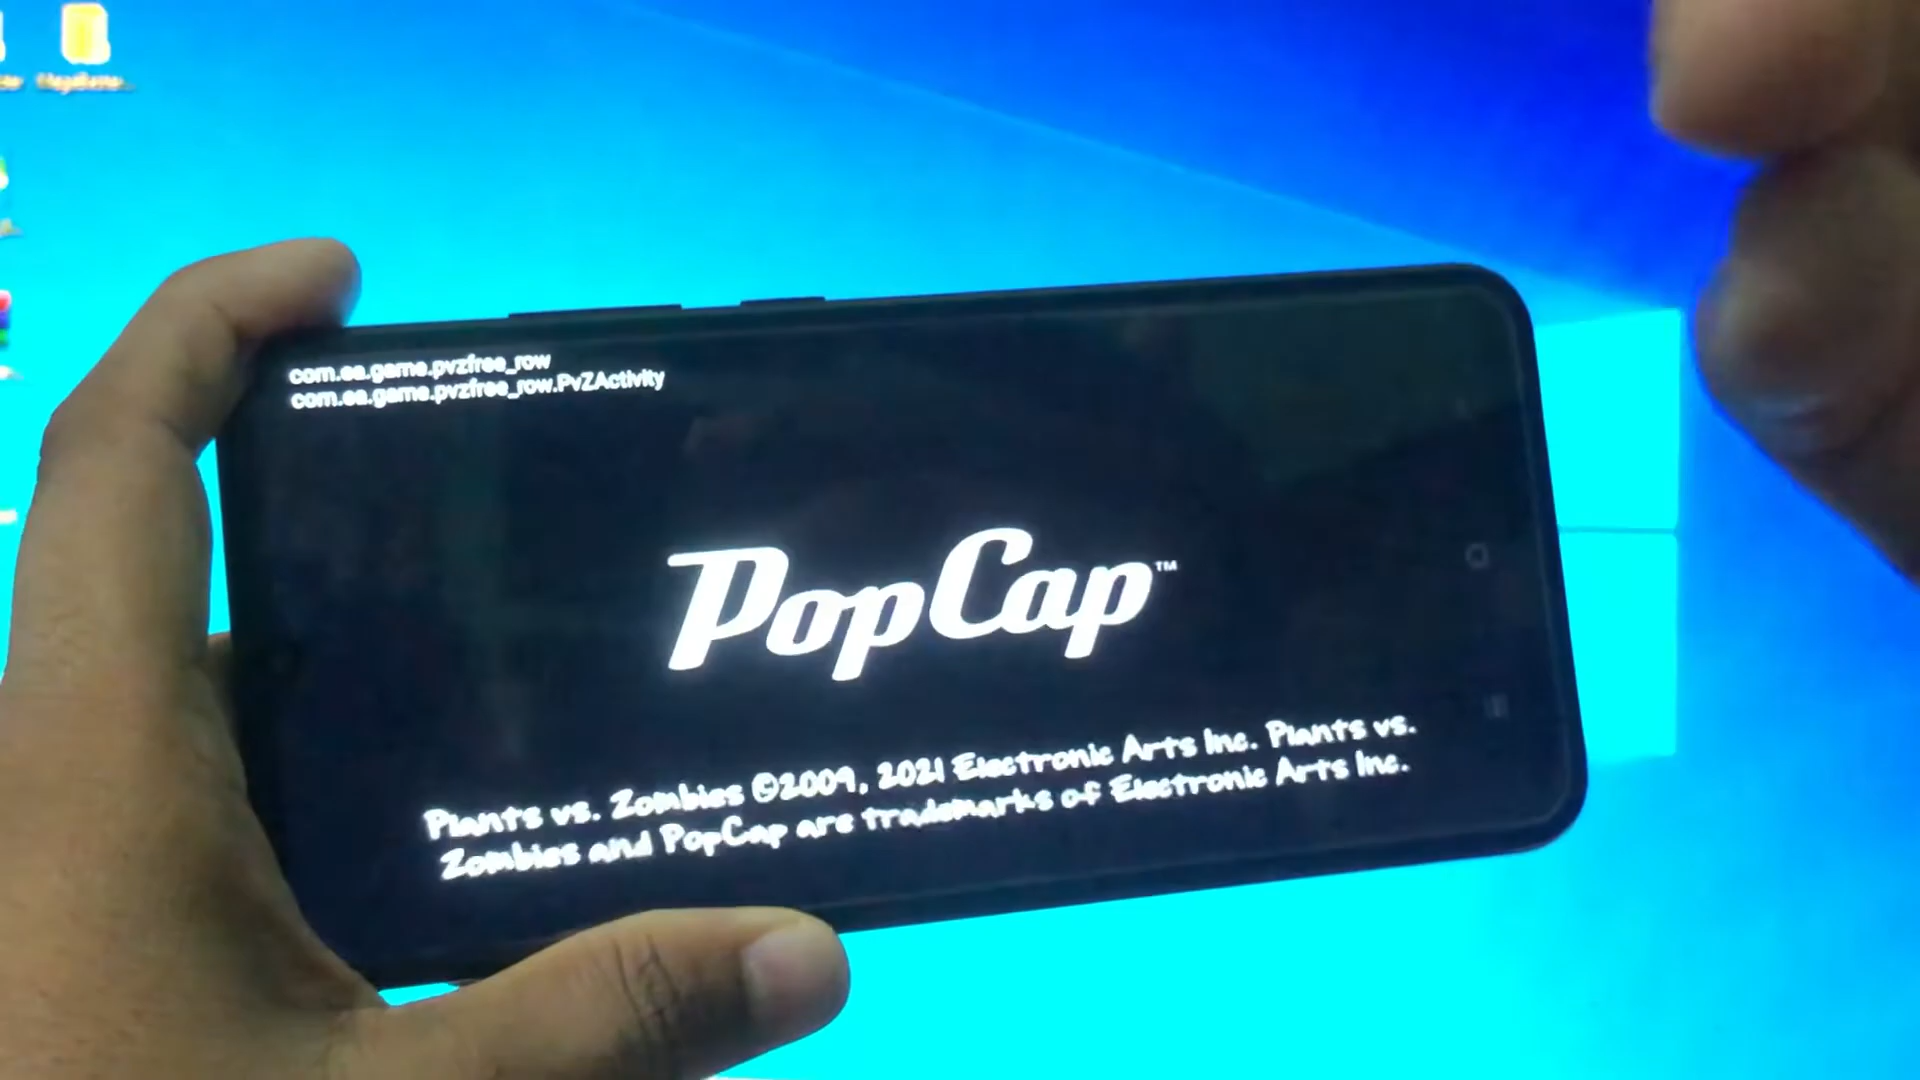 com.ea.game.pvzfree_row
com.ea.game.pvzfree_row.PvZActivity
PopCap™
Plants vs. Zombies ©2009, 2021 Electronic Arts Inc. Plants vs.
Zombies and PopCap are trademarks of Electronic Arts Inc.